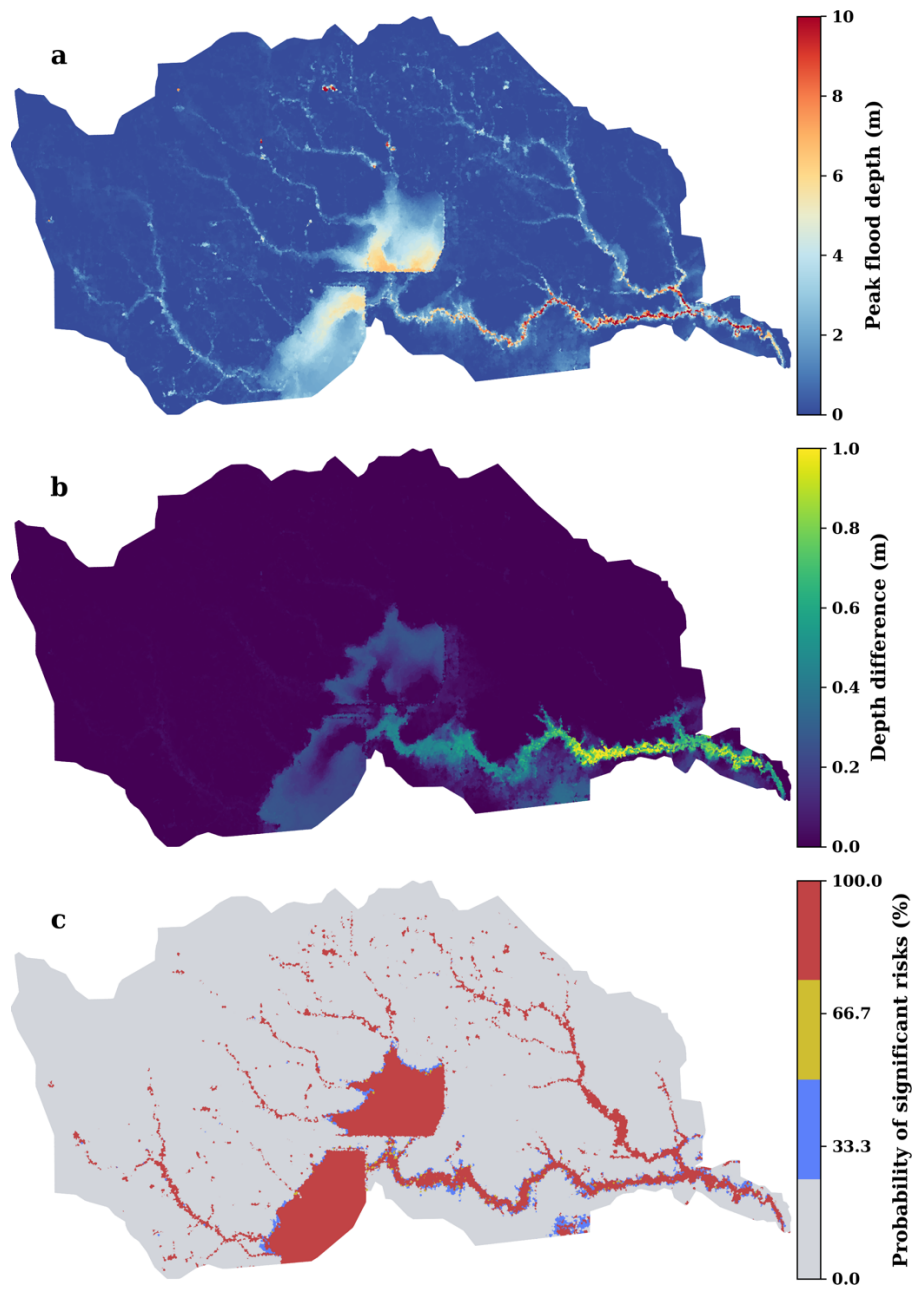 a
10
8
6
4
2
0
Peak flood depth (m)
b
1.0
0.8
0.6
0.4
0.2
0.0
Depth difference (m)
c
100.0
66.7
33.3
0.0
Probability of significant risks (%)